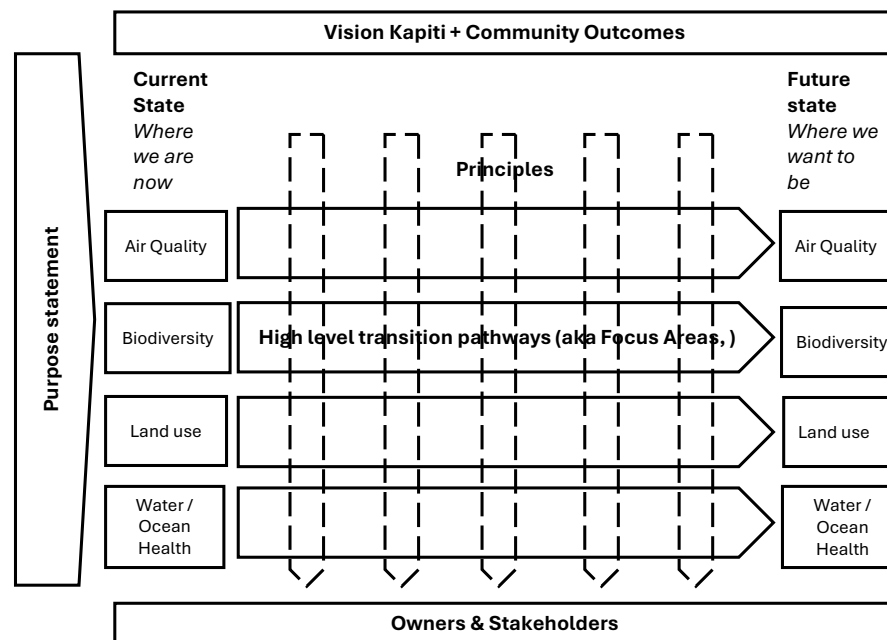 Vision Kapiti + Community Outcomes
Purpose statement
Current
State
Where
we are
now
Future
state
Where we
want to
be
Principles
Air Quality
Air Quality
Biodiversity
High level transition pathways (aka Focus Areas, )
Biodiversity
Land use
Land use
Water /
Ocean
Health
Water /
Ocean
Health
Owners & Stakeholders